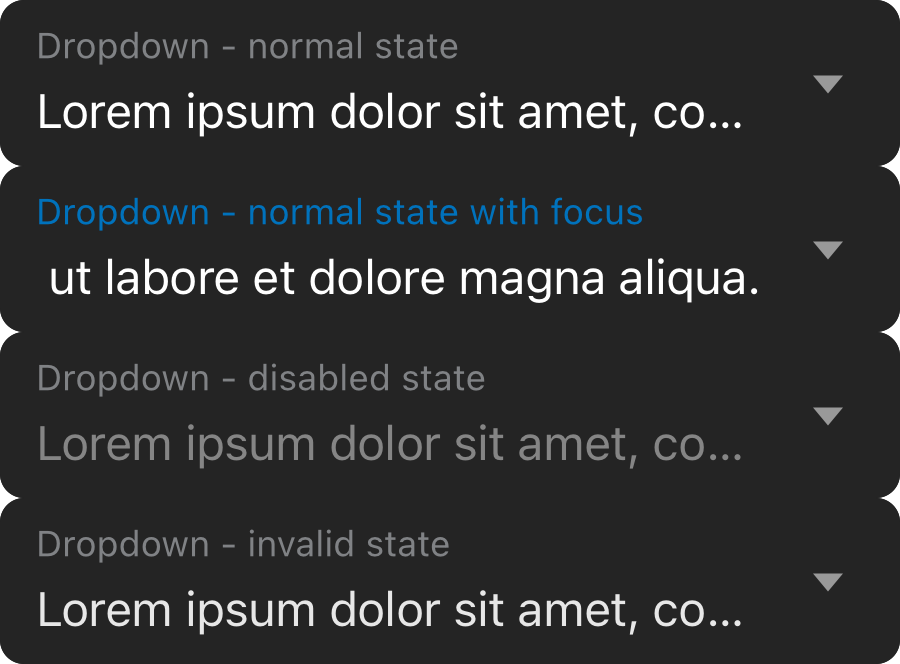 Dropdown - normal state
Lorem ipsum dolor sit amet, co...
Dropdown - normal state with focus
ut labore et dolore magna aliqua.
Dropdown - disabled state
Lorem ipsum dolor sit amet, co...
Dropdown - invalid state
Lorem ipsum dolor sit amet, co...